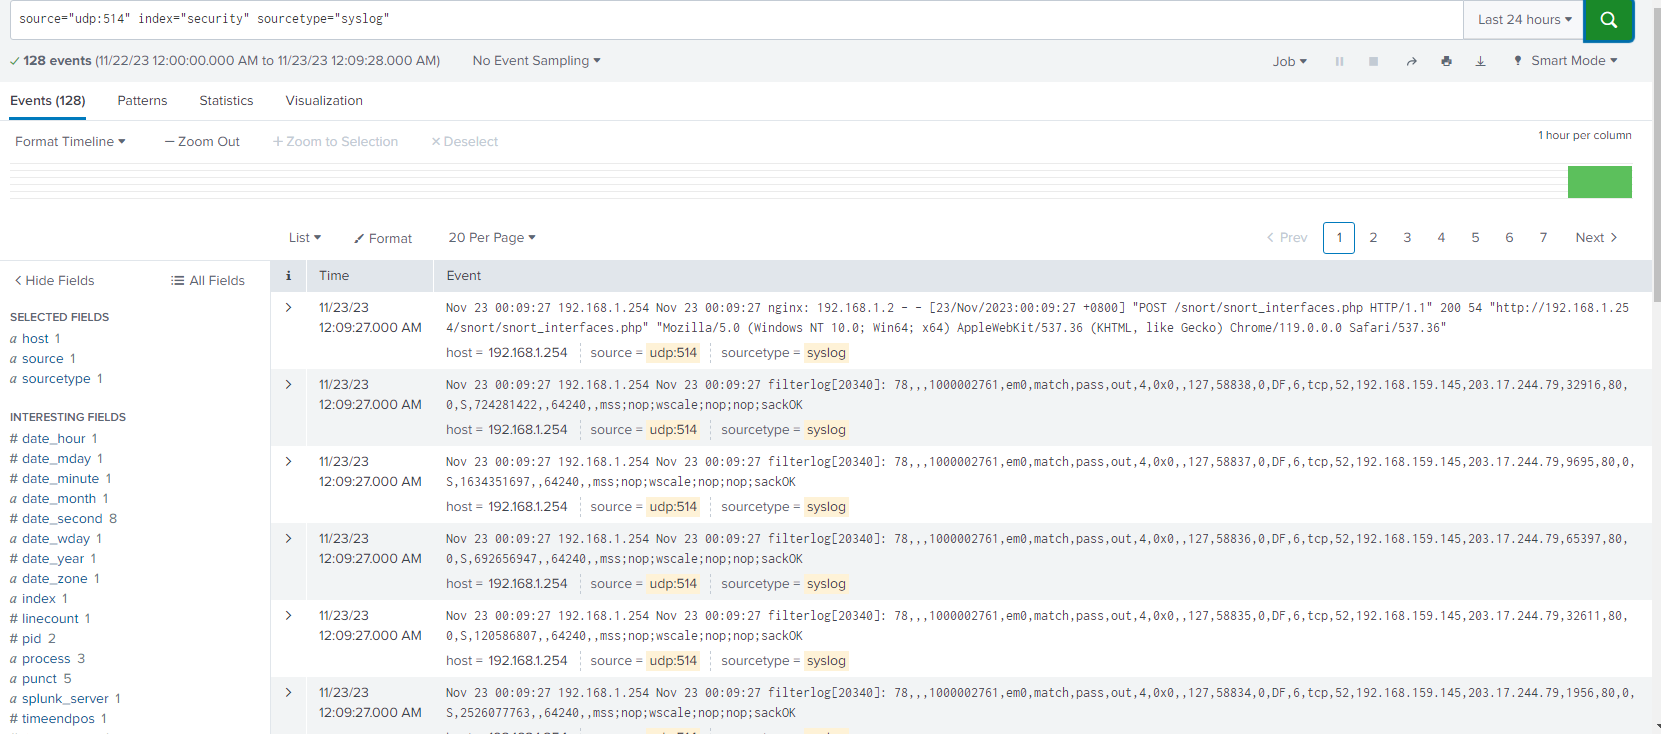 source="udp:514" index="security" sourcetype="syslog"
Last 24 hours
128 events (11/22/23 12:00:00.000 AM to 11/23/23 12:09:28.000 AM)
No Event Sampling
Job
Smart Mode
Events (128)
Patterns
Statistics
Visualization
Format Timeline
— Zoom Out
+ Zoom to Selection
× Deselect
1 hour per column
List
Format
20 Per Page
< Prev
1
2
3
4
5
6
7
Next >
< Hide Fields
All Fields
SELECTED FIELDS
a host 1
a source 1
a sourcetype 1
INTERESTING FIELDS
# date_hour 1
# date_mday 1
# date_minute 1
a date_month 1
# date_second 8
a date_wday 1
# date_year 1
a date_zone 1
a index 1
# linecount 1
# pid 2
a process 3
a punct 5
a splunk_server 1
# timeendpos 1
i
Time
Event
11/23/23
12:09:27.000 AM
Nov 23 00:09:27 192.168.1.254 Nov 23 00:09:27 nginx: 192.168.1.2 - - [23/Nov/2023:00:09:27 +0800] "POST /snort/snort_interfaces.php HTTP/1.1" 200 54 "http://192.168.1.25
4/snort/snort_interfaces.php" "Mozilla/5.0 (Windows NT 10.0; Win64; x64) AppleWebKit/537.36 (KHTML, like Gecko) Chrome/119.0.0.0 Safari/537.36"
host = 192.168.1.254 source = udp:514 sourcetype = syslog
11/23/23
12:09:27.000 AM
Nov 23 00:09:27 192.168.1.254 Nov 23 00:09:27 filterlog[20340]: 78,,,1000002761,em0,match,pass,out,4,0x0,,127,58838,0,DF,6,tcp,52,192.168.159.145,203.17.244.79,32916,80,
0,S,724281422,,64240,,mss;nop;wscale;nop;nop;sackOK
host = 192.168.1.254 source = udp:514 sourcetype = syslog
11/23/23
12:09:27.000 AM
Nov 23 00:09:27 192.168.1.254 Nov 23 00:09:27 filterlog[20340]: 78,,,1000002761,em0,match,pass,out,4,0x0,,127,58837,0,DF,6,tcp,52,192.168.159.145,203.17.244.79,9695,80,0,
S,1634351697,,64240,,mss;nop;wscale;nop;nop;sackOK
host = 192.168.1.254 source = udp:514 sourcetype = syslog
11/23/23
12:09:27.000 AM
Nov 23 00:09:27 192.168.1.254 Nov 23 00:09:27 filterlog[20340]: 78,,,1000002761,em0,match,pass,out,4,0x0,,127,58836,0,DF,6,tcp,52,192.168.159.145,203.17.244.79,65397,80,
0,S,692656947,,64240,,mss;nop;wscale;nop;nop;sackOK
host = 192.168.1.254 source = udp:514 sourcetype = syslog
11/23/23
12:09:27.000 AM
Nov 23 00:09:27 192.168.1.254 Nov 23 00:09:27 filterlog[20340]: 78,,,1000002761,em0,match,pass,out,4,0x0,,127,58835,0,DF,6,tcp,52,192.168.159.145,203.17.244.79,32611,80,
0,S,120586807,,64240,,mss;nop;wscale;nop;nop;sackOK
host = 192.168.1.254 source = udp:514 sourcetype = syslog
11/23/23
12:09:27.000 AM
Nov 23 00:09:27 192.168.1.254 Nov 23 00:09:27 filterlog[20340]: 78,,,1000002761,em0,match,pass,out,4,0x0,,127,58834,0,DF,6,tcp,52,192.168.159.145,203.17.244.79,1956,80,0,
S,2526077763,,64240,,mss;nop;wscale;nop;nop;sackOK